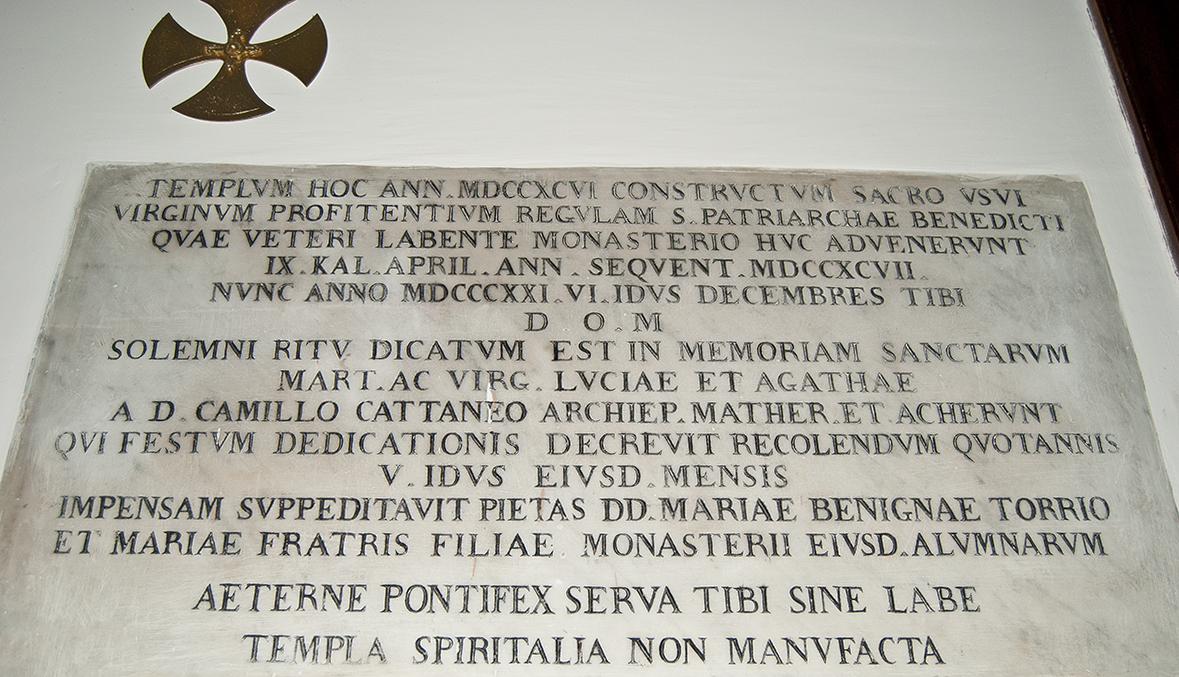 TEMPLVM HOC ANN.MDCCXCVI CONSTRVCTVM SACRO VSVI
VIRGINVM PROFITENTIVM REGVLAM S.PATRIARCHAE BENEDICTI
QVAE VETERI LABENTE MONASTERIO HVC ADVENERVNT
IX.KAL.APRIL.ANN.SEQVENT.MDCCXCVII.
NVNC ANNO MDCCCXXI.VI.IDVS DECEMBRES TIBI
D O.M
SOLEMNI RITV DICATVM EST IN MEMORIAM SANCTARVM
MART.AC VIRG.LVCIAE ET AGATHAE
A D.CAMILLO CATTANEO ARCHIEP.MATHER.ET ACHERVNT
QVI FESTVM DEDICATIONIS DECREVIT RECOLENDVM QVOTANNIS
V.IDVS EIVSD.MENSIS
IMPENSAM SVPPEDITAVIT PIETAS DD.MARIAE BENIGNAE TORRIO
ET MARIAE FRATRIS FILIAE MONASTERII EIVSD.ALVMNARVM
AETERNE PONTIFEX SERVA TIBI SINE LABE
TEMPLA SPIRITALIA NON MANVFACTA